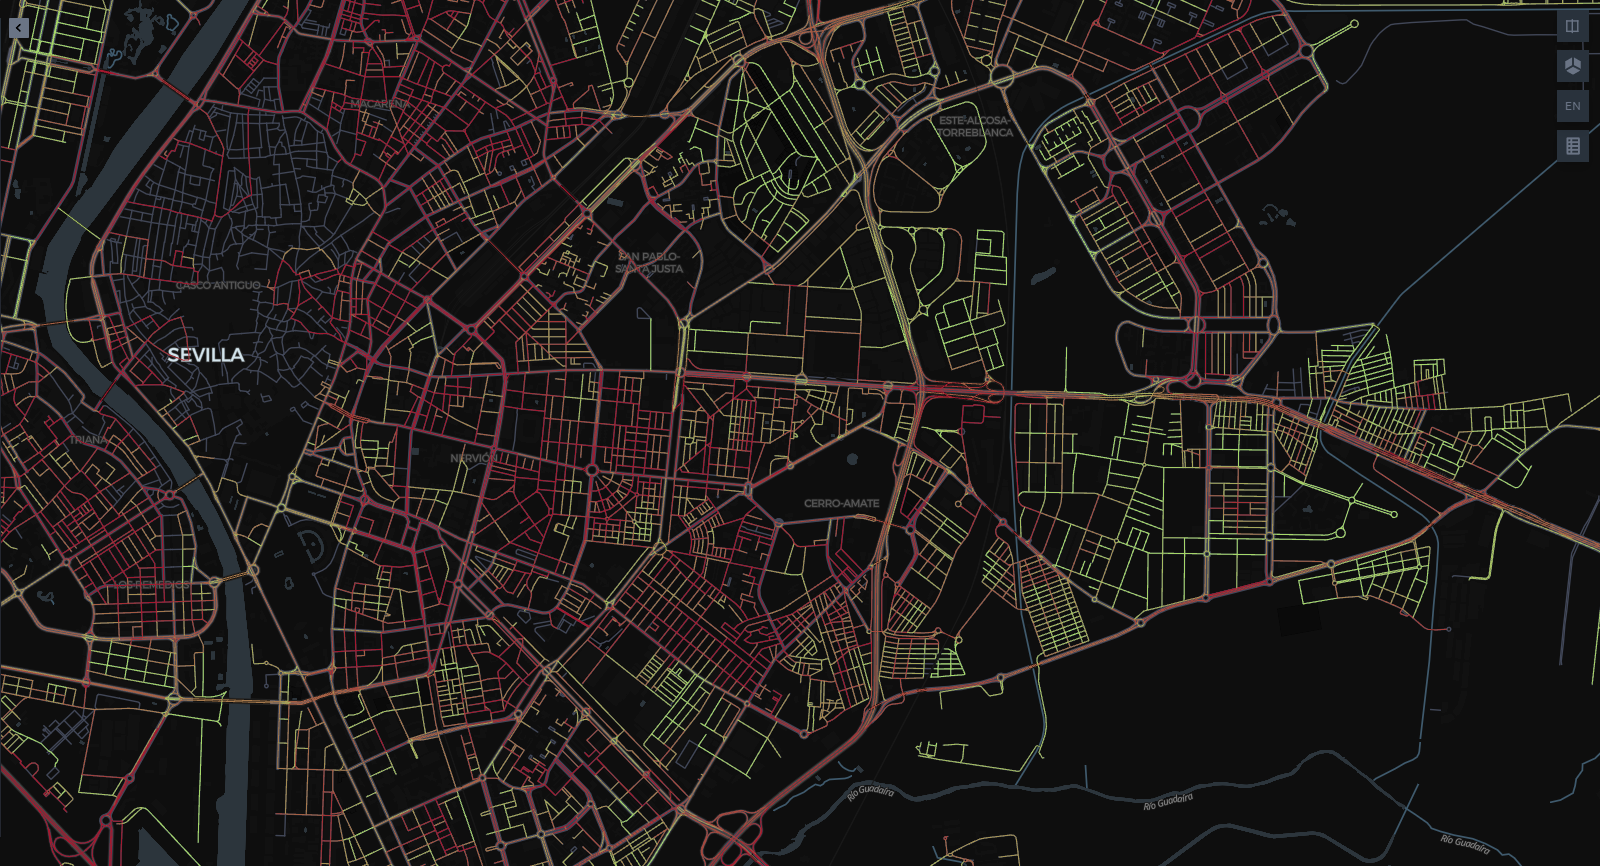 EN
MACARENA
ESTE-ALCOSA-
TORREBLANCA
SAN PABLO-
SANTA JUSTA
CASCO ANTIGUO
SEVILLA
TRIANA
NERVIÓN
CERRO-AMATE
LOS REMEDIOS
Río Guadaíra
Río Guadaíra
Río Guadaíra